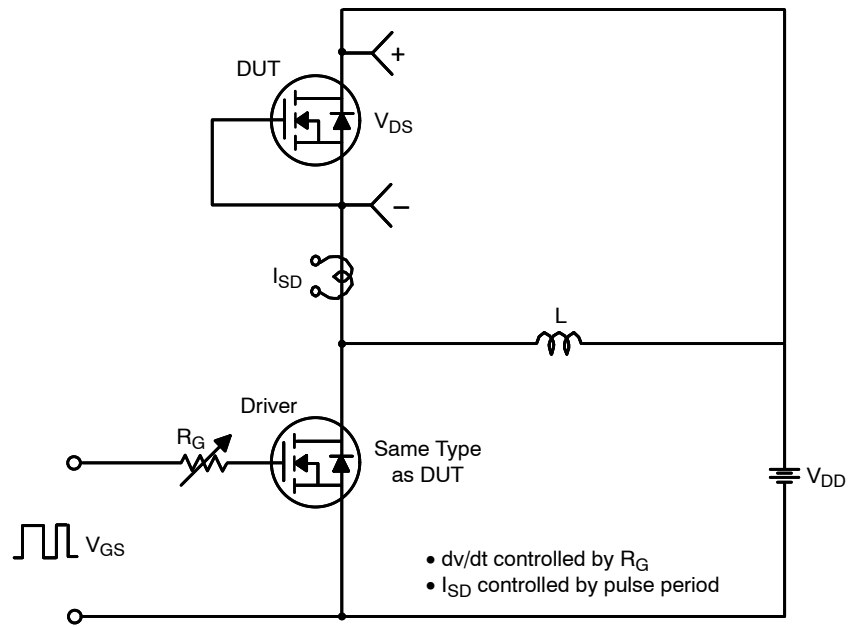 +
DUT
V_DS
−
I_SD
L
Driver
R_G
Same Type
as DUT
V_DD
V_GS
• dv/dt controlled by R_G
• I_SD controlled by pulse period